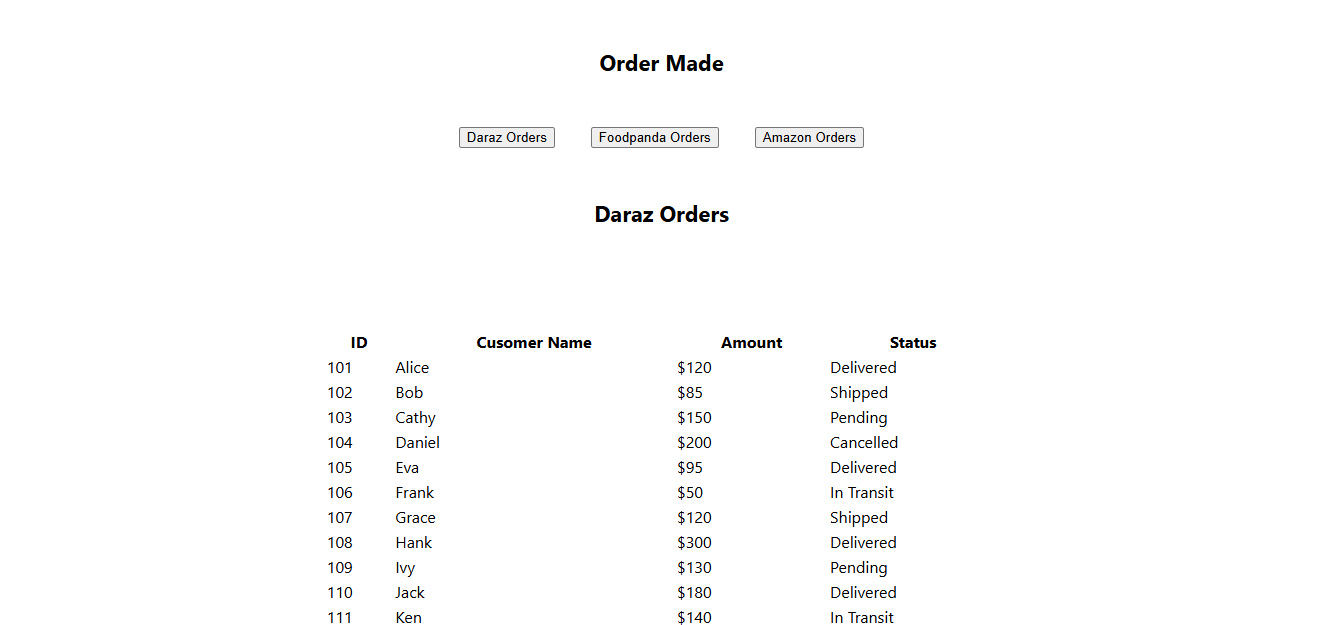 Order Made
Daraz Orders Foodpanda Orders Amazon Orders
Daraz Orders
ID Cusomer Name Amount Status
101 Alice $120 Delivered
102 Bob $85 Shipped
103 Cathy $150 Pending
104 Daniel $200 Cancelled
105 Eva $95 Delivered
106 Frank $50 In Transit
107 Grace $120 Shipped
108 Hank $300 Delivered
109 Ivy $130 Pending
110 Jack $180 Delivered
111 Ken $140 In Transit